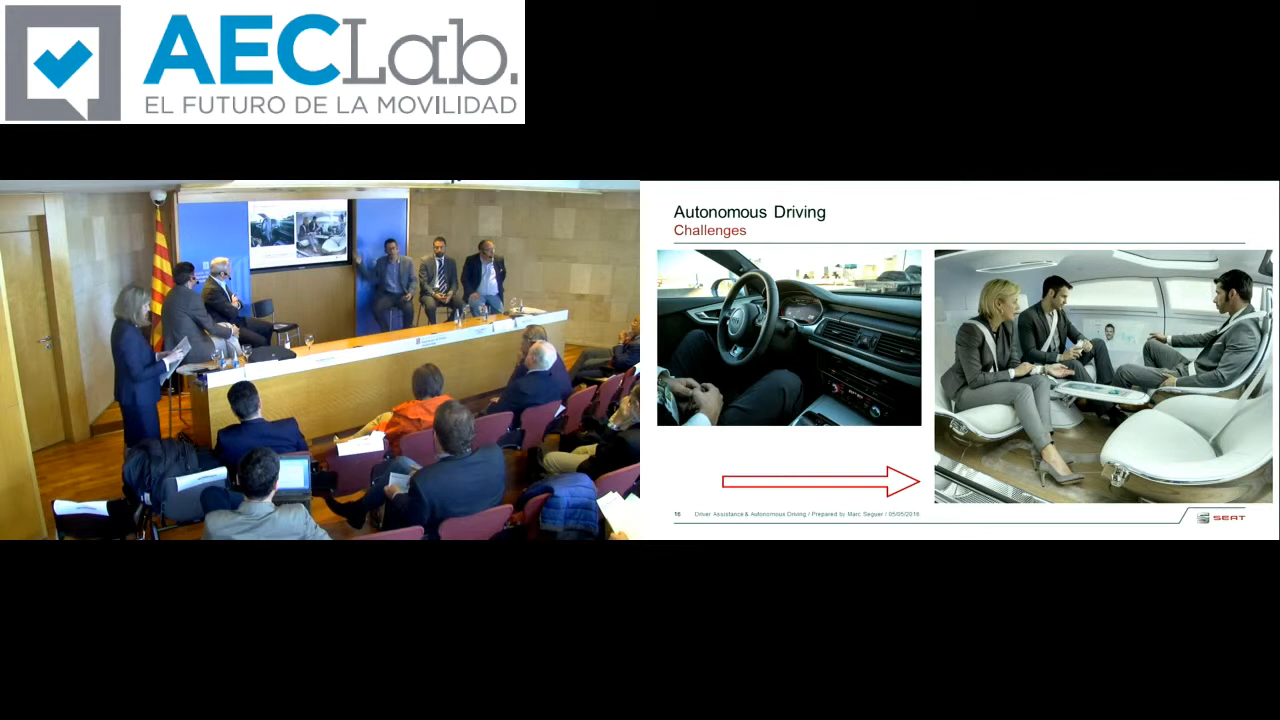 AECLab.
EL FUTURO DE LA MOVILIDAD
Autonomous Driving
Challenges
16 Driver Assistance & Autonomous Driving / Prepared by Marc Seguer / 05/05/2016
SEAT